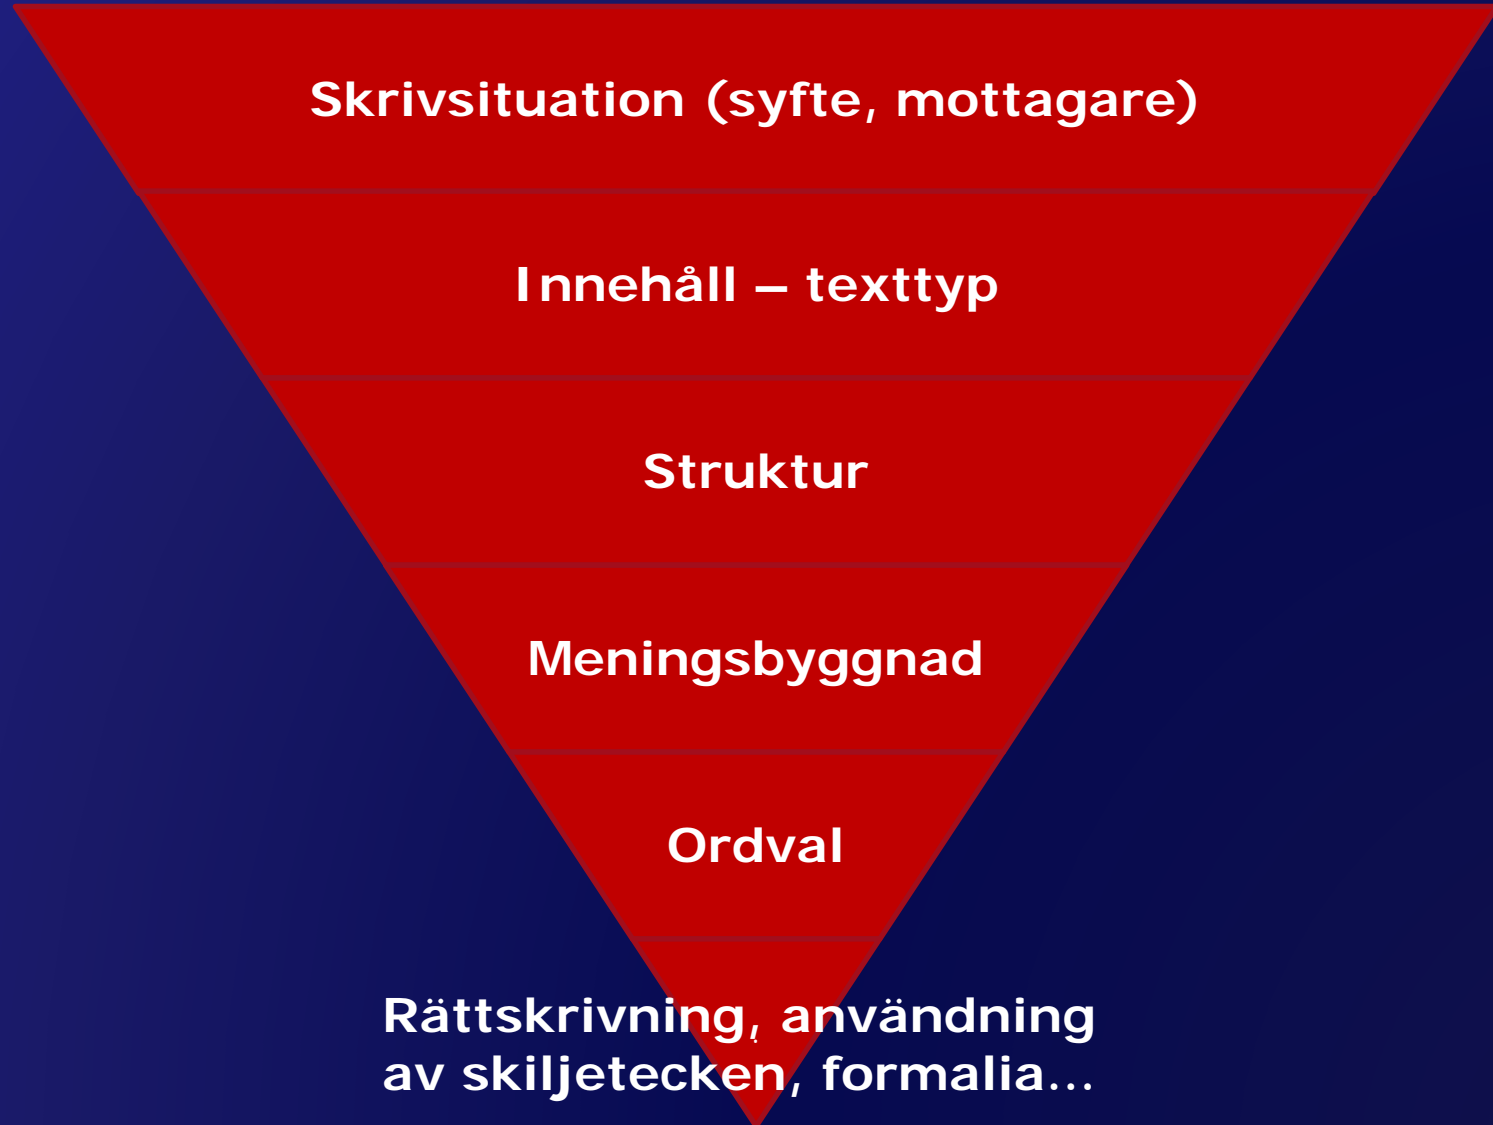 Skrivsituation (syfte, mottagare)
Innehåll – texttyp
Struktur
Meningsbyggnad
Ordval
Rättskrivning, användning
av skiljetecken, formalia…